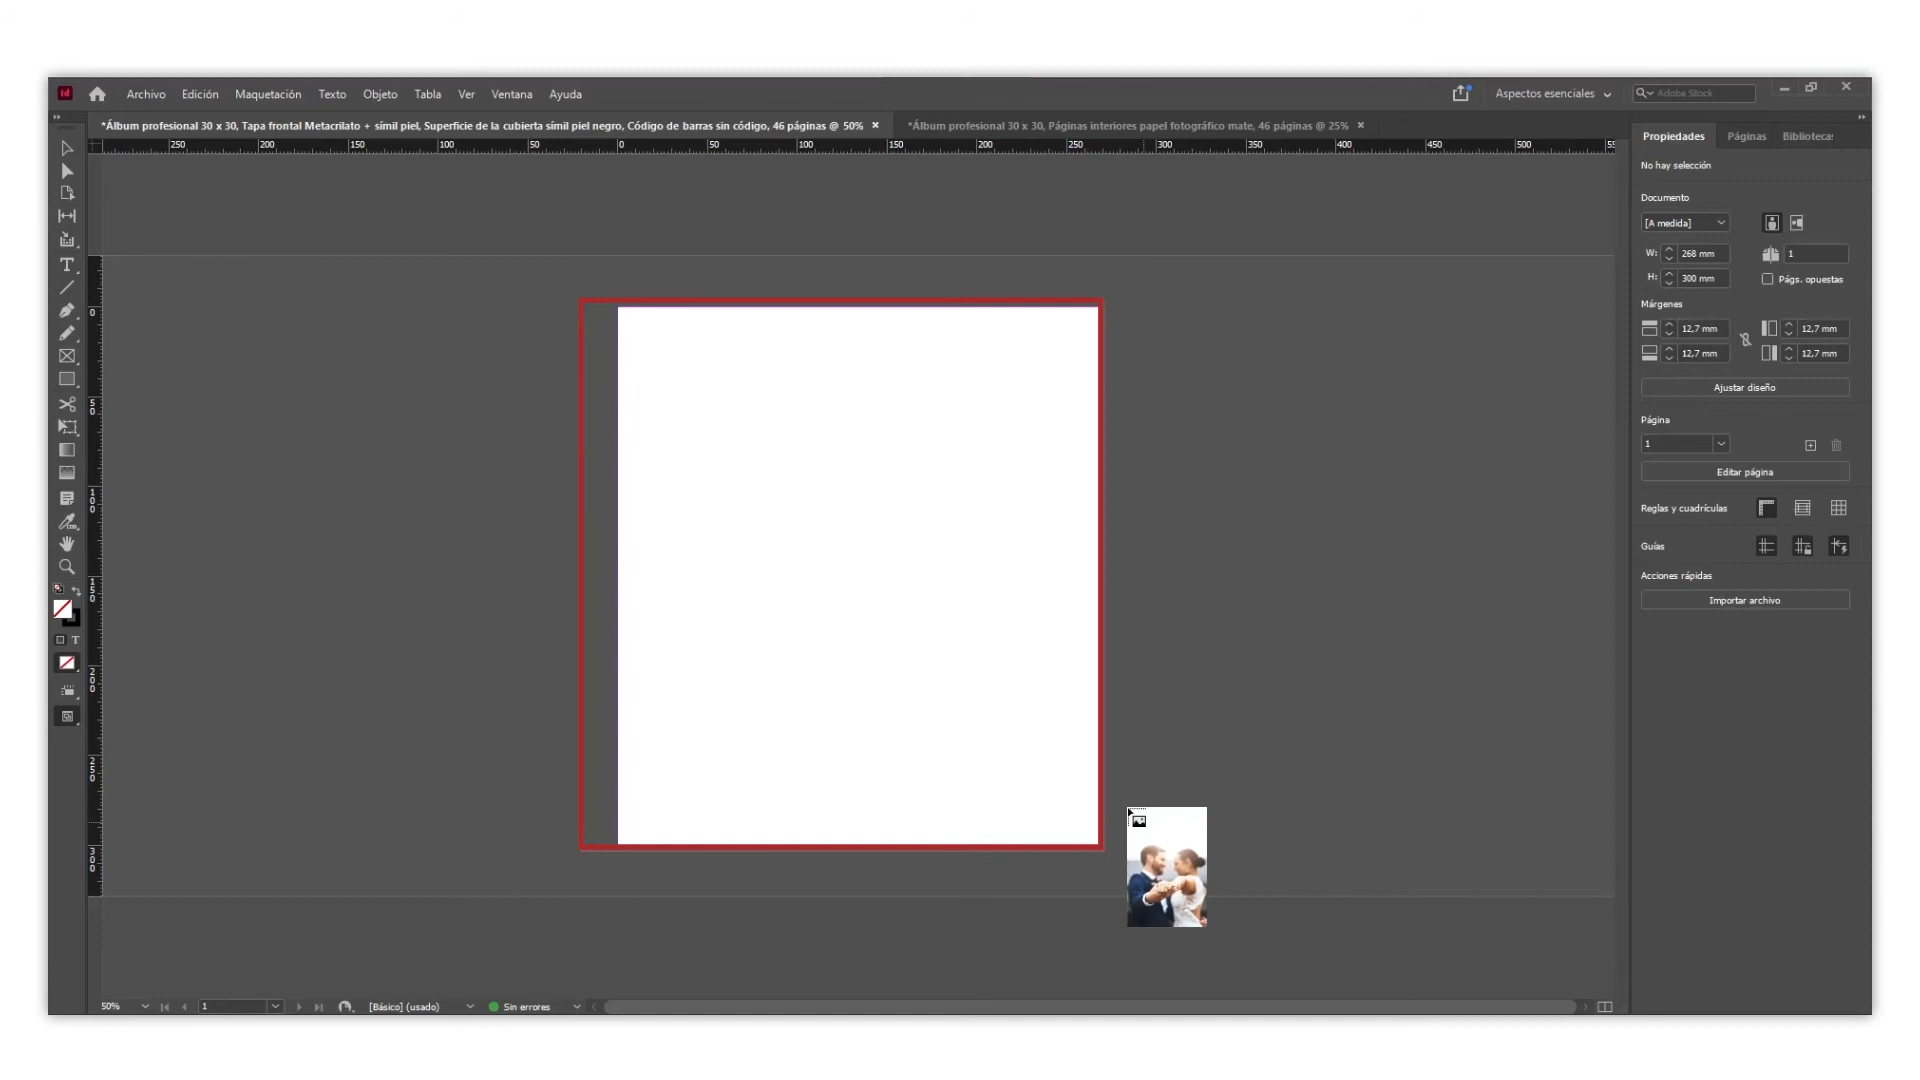 Id
Archivo Edición Maquetación Texto Objeto Tabla Ver Ventana Ayuda
Aspectos esenciales
Adobe Stock
*Álbum profesional 30 x 30, Tapa frontal Metacrilato + símil piel, Superficie de la cubierta símil piel negro, Código de barras sin código, 46 páginas @ 50%
*Álbum profesional 30 x 30, Páginas interiores papel fotográfico mate, 46 páginas @ 25%
250 200 150 100 50 0 50 100 150 200 250 300 350 400 450 500 55
0
50
100
150
200
250
300
Propiedades Páginas Bibliotecas
No hay selección
Documento
[A medida]
W: 268 mm 1
H: 300 mm Págs. opuestas
Márgenes
12,7 mm 12,7 mm
12,7 mm 12,7 mm
Ajustar diseño
Página
1
Editar página
Reglas y cuadrículas
Guías
Acciones rápidas
Importar archivo
T
T
50% 1 [Básico] (usado) Sin errores